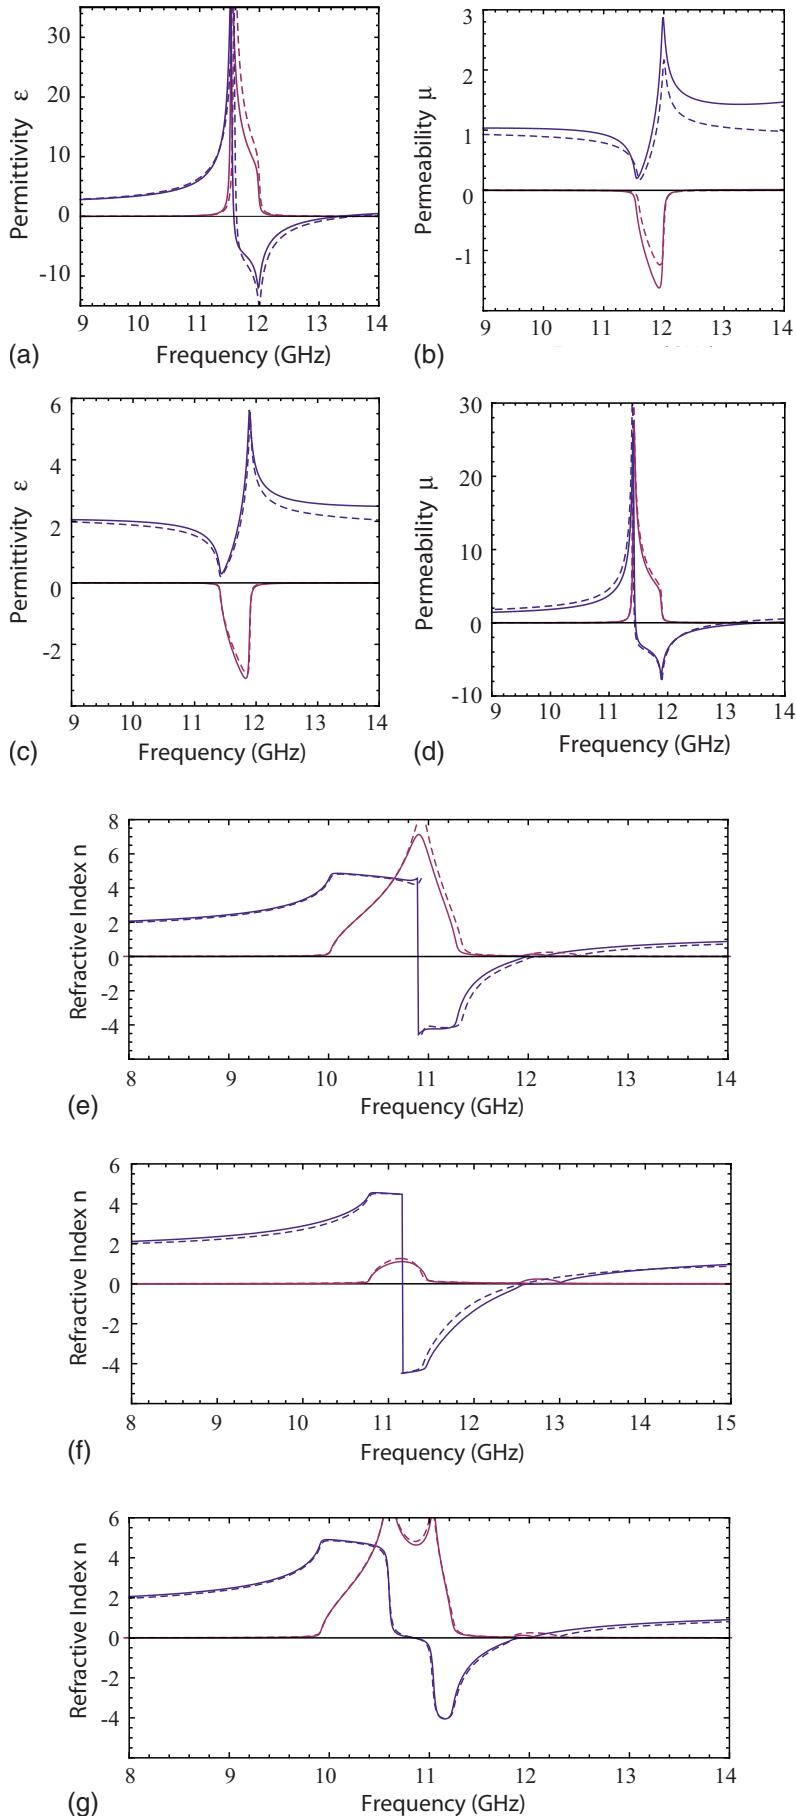 30
20
10
0
-10
Permittivity ε
9 10 11 12 13 14
(a) Frequency (GHz)
3
2
1
0
-1
Permeability μ
9 10 11 12 13 14
(b)
6
4
2
0
-2
Permittivity ε
9 10 11 12 13 14
(c) Frequency (GHz)
30
20
10
0
-10
Permeability μ
9 10 11 12 13 14
(d) Frequency (GHz)
8
6
4
2
0
-2
-4
Refractive Index n
8 9 10 11 12 13 14
(e) Frequency (GHz)
6
4
2
0
-2
-4
Refractive Index n
8 9 10 11 12 13 14 15
(f) Frequency (GHz)
6
4
2
0
-2
-4
Refractive Index n
8 9 10 11 12 13 14
(g) Frequency (GHz)